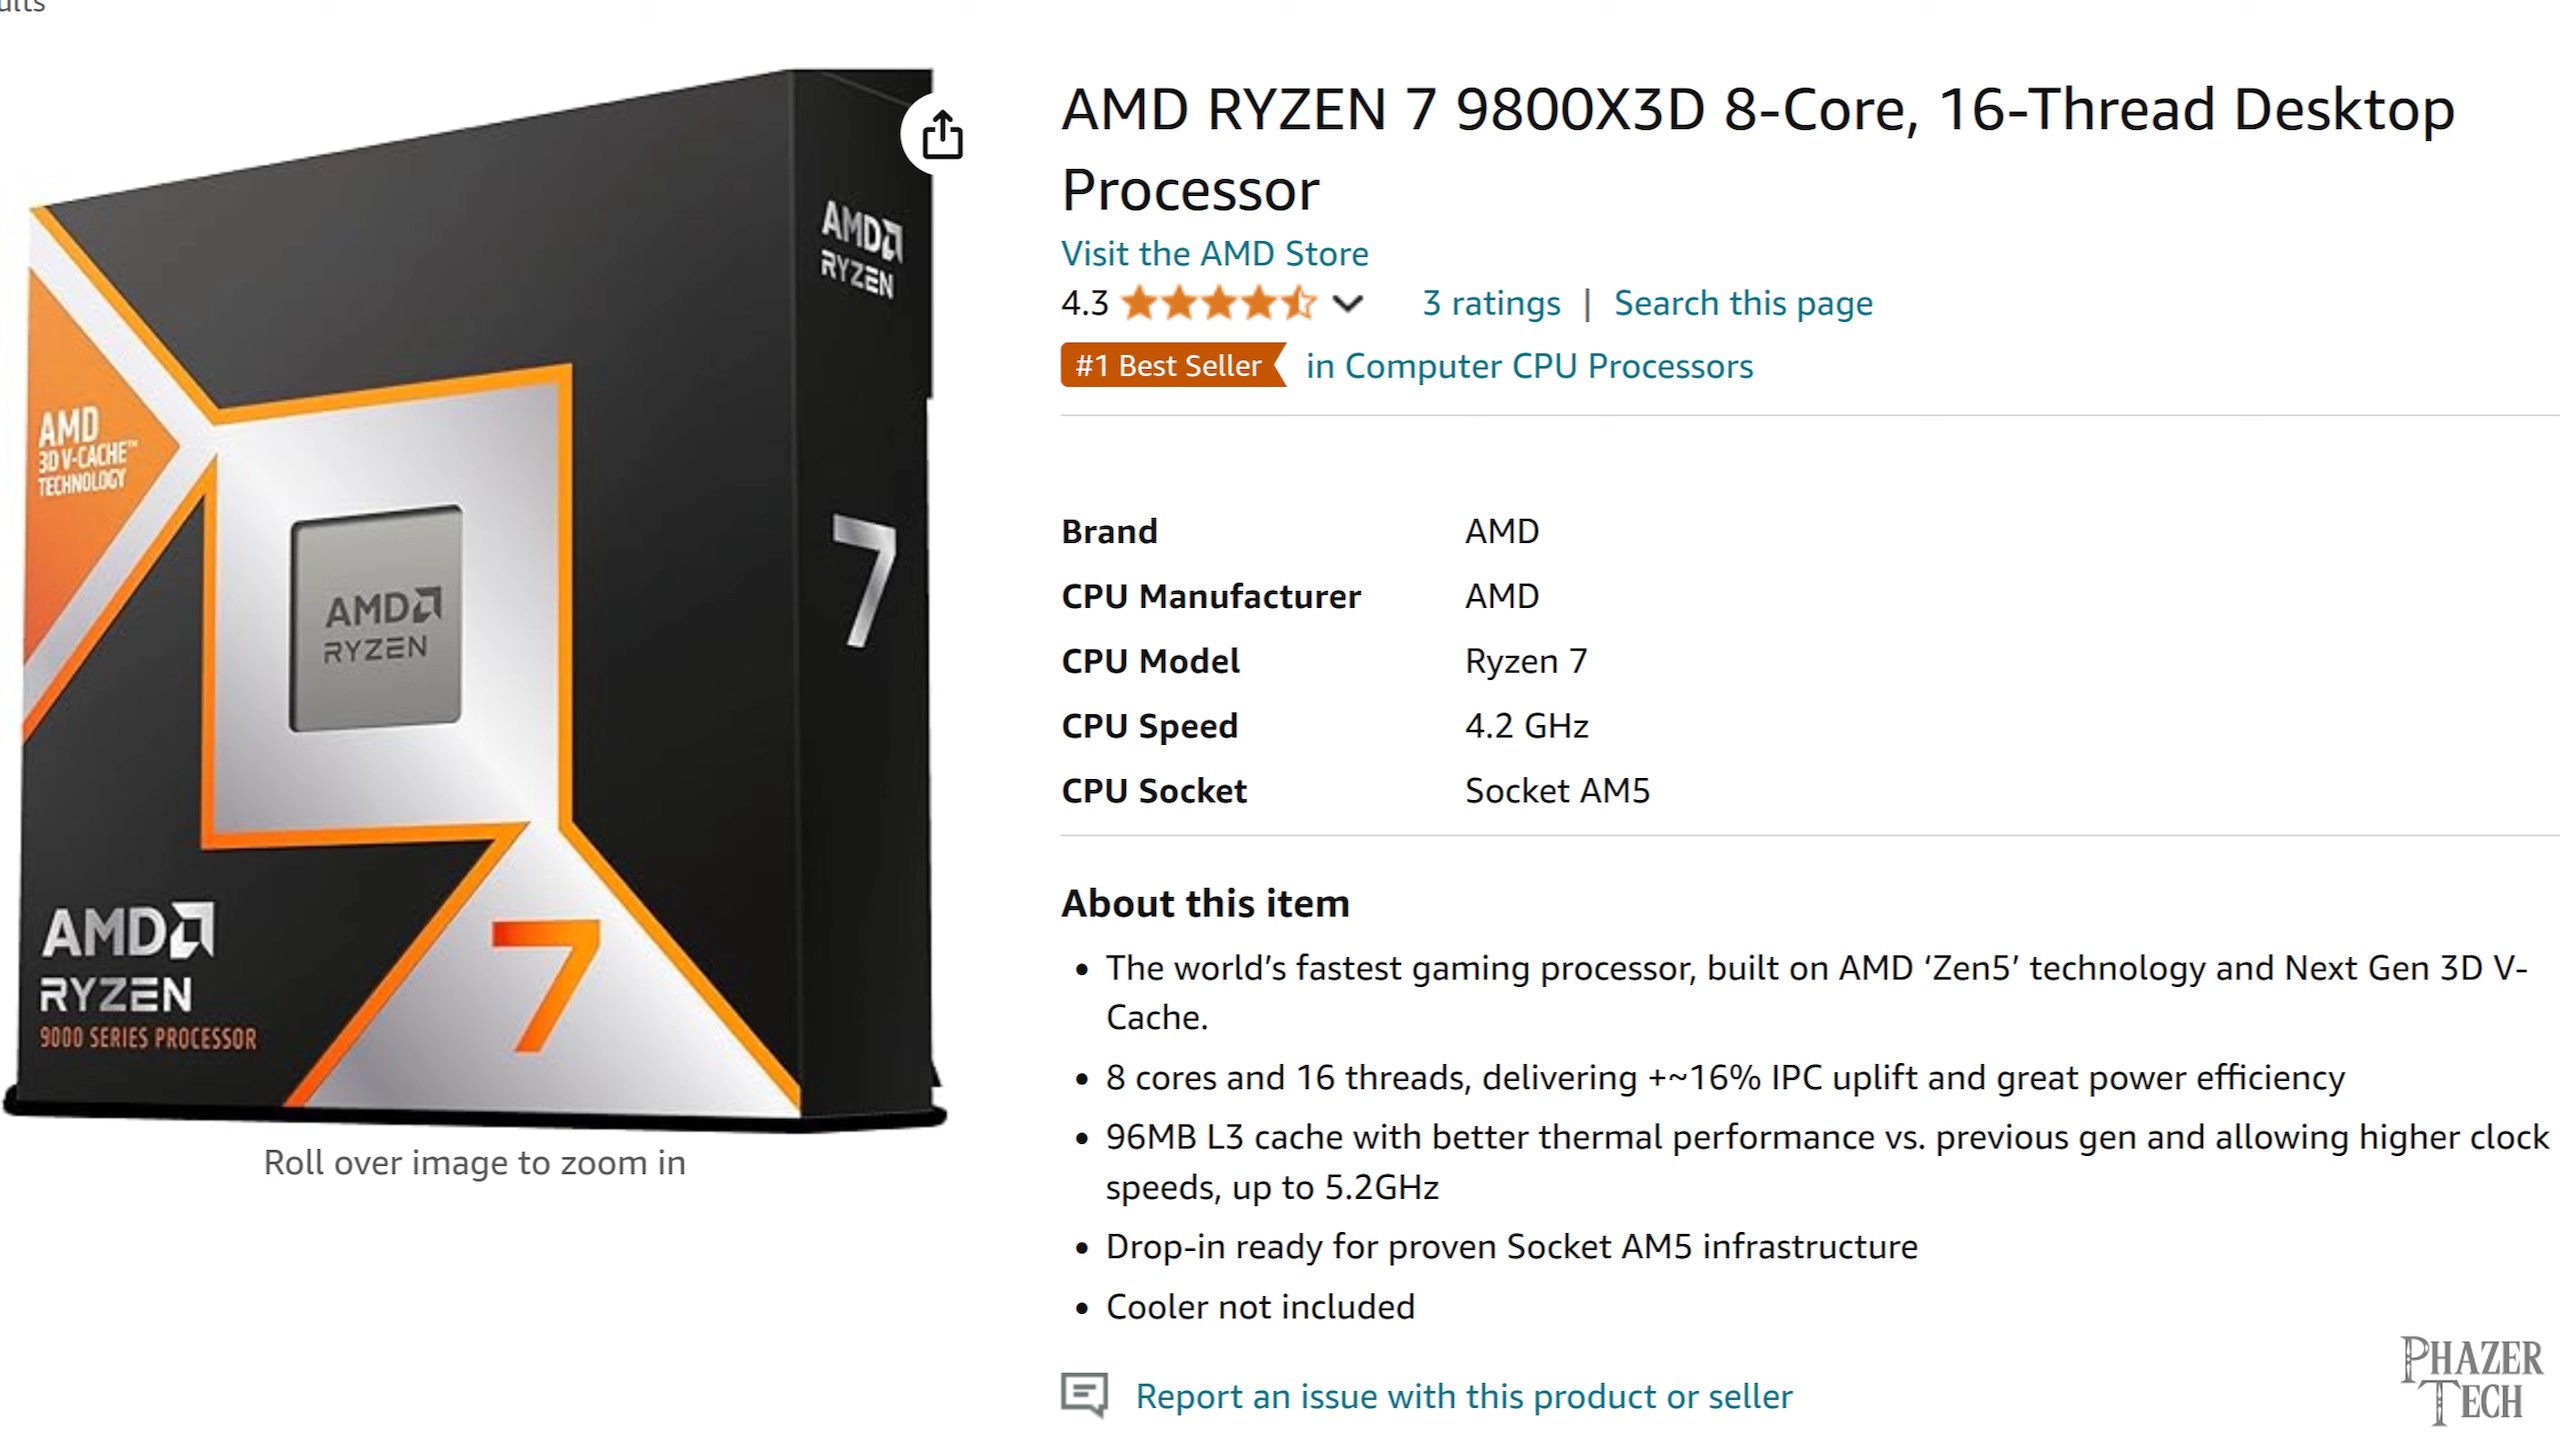 AMD
RYZEN
AMD
3D V-CACHE™
TECHNOLOGY
7
AMD
RYZEN
AMD
RYZEN
9000 SERIES PROCESSOR
7
Roll over image to zoom in
AMD RYZEN 7 9800X3D 8-Core, 16-Thread Desktop
Processor
Visit the AMD Store
4.3 3 ratings | Search this page
#1 Best Seller in Computer CPU Processors
Brand AMD
CPU Manufacturer AMD
CPU Model Ryzen 7
CPU Speed 4.2 GHz
CPU Socket Socket AM5
About this item
• The world’s fastest gaming processor, built on AMD ‘Zen5’ technology and Next Gen 3D V-
Cache.
• 8 cores and 16 threads, delivering +~16% IPC uplift and great power efficiency
• 96MB L3 cache with better thermal performance vs. previous gen and allowing higher clock
speeds, up to 5.2GHz
• Drop-in ready for proven Socket AM5 infrastructure
• Cooler not included
Report an issue with this product or seller
PHAZER
TECH